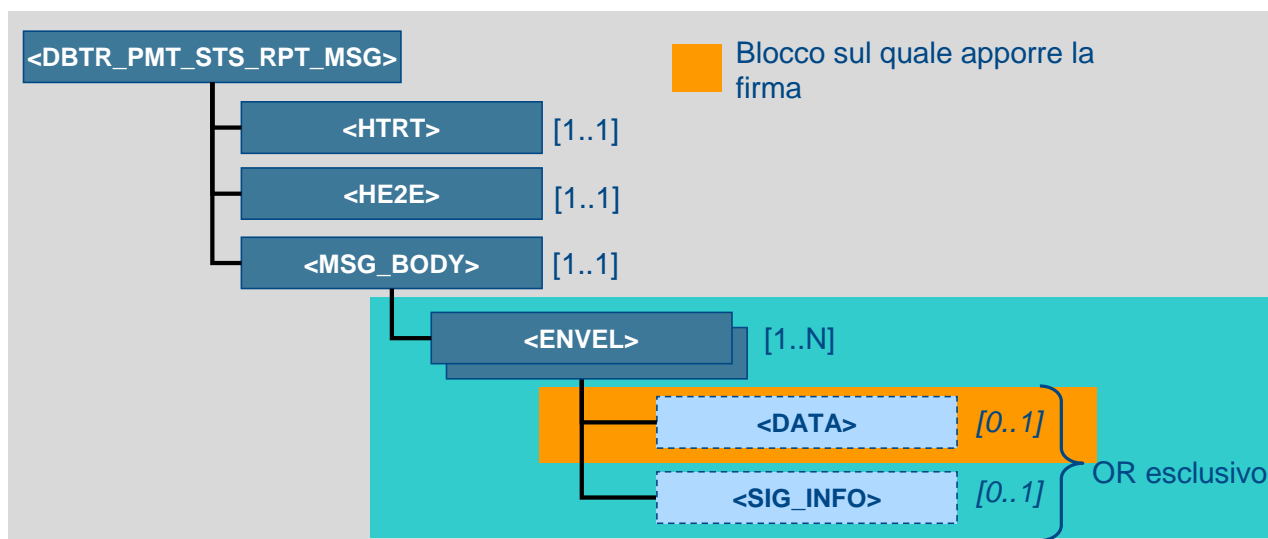 <DBTR_PMT_STS_RPT_MSG>
Blocco sul quale apporre la
firma
<HTRT> [1..1]
<HE2E> [1..1]
<MSG_BODY> [1..1]
<ENVEL> [1..N]
<DATA> [0..1]
OR esclusivo
<SIG_INFO> [0..1]